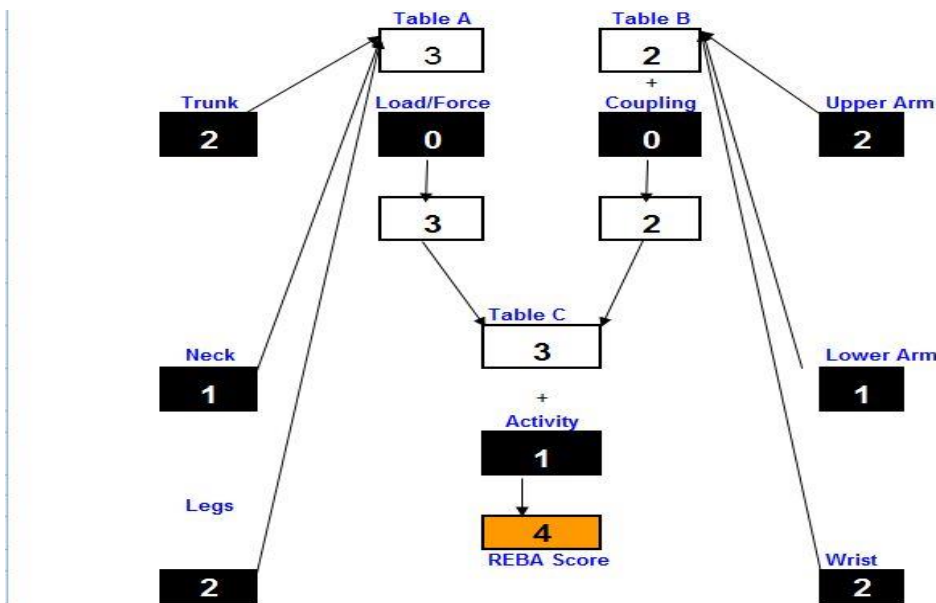 Table A Table B
3 2
+
Trunk Load/Force Coupling Upper Arm
2 0 0 2
3 2
Table C
3
Neck Lower Arm
1 1
+
Activity
1
Legs
4
REBA Score Wrist
2 2